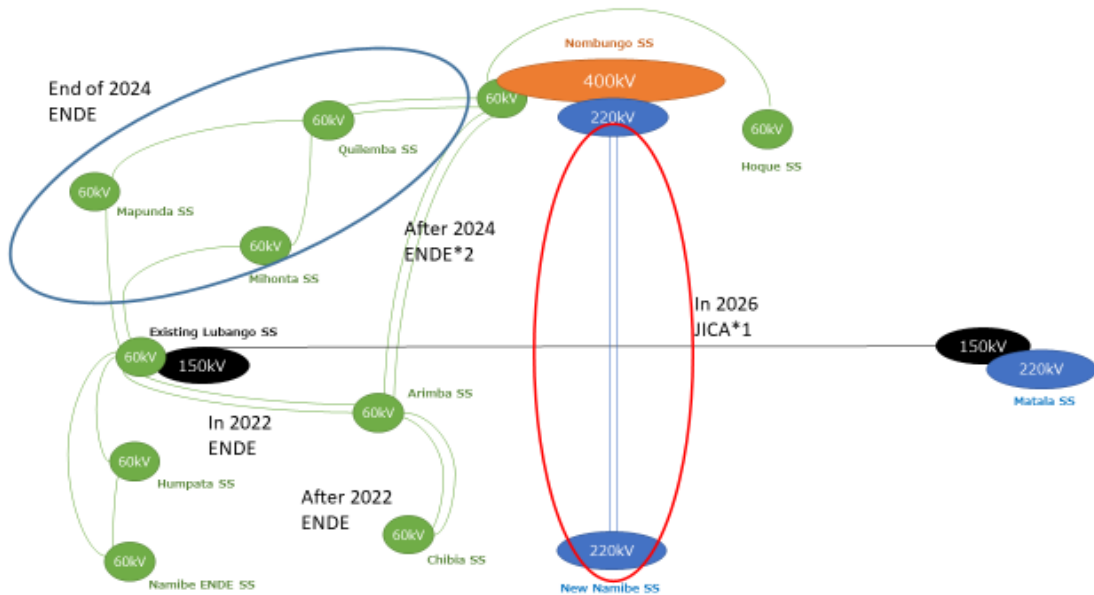 Nombungo SS
400kV
60kV
220kV
End of 2024
ENDE
60kV
Quilemba SS
60kV
Hoque SS
60kV
Mapunda SS
After 2024
ENDE*2
60kV
Mihonta SS
In 2026
JICA*1
Existing Lubango SS
60kV
150kV
150kV
220kV
Matala SS
Arimba SS
60kV
In 2022
ENDE
60kV
Humpata SS
After 2022
ENDE
60kV
Chibia SS
220kV
New Namibe SS
60kV
Namibe ENDE SS